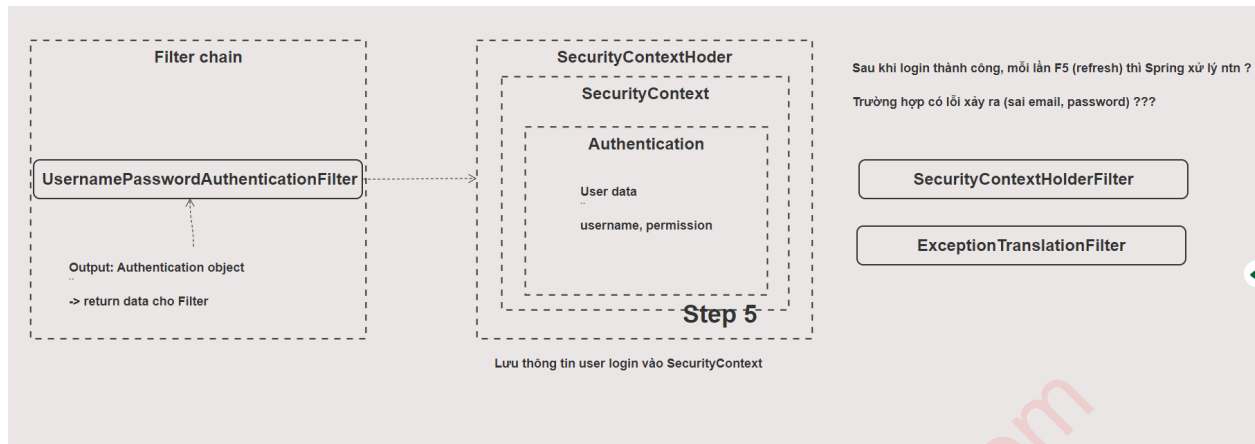 Filter chain
UsernamePasswordAuthenticationFilter
Output: Authentication object
-> return data cho Filter
SecurityContextHoder
SecurityContext
Authentication
User data
username, permission
Step 5
Lưu thông tin user login vào SecurityContext
Sau khi login thành công, mỗi lần F5 (refresh) thì Spring xử lý ntn ?
Trường hợp có lỗi xảy ra (sai email, password) ???
SecurityContextHolderFilter
ExceptionTranslationFilter
om